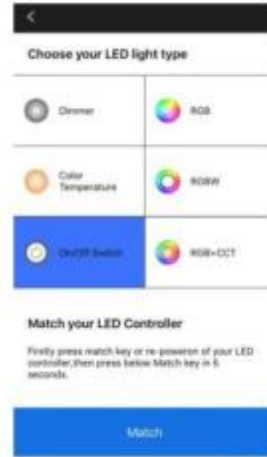 Choose your LED light type
Dimmer
RGB
Color
Temperature
RGBW
On/Off Switch
RGB+CCT
Match your LED Controller
Firstly press match key or re-poweron of your LED
controller,then press below Match key in 5
seconds.
Match